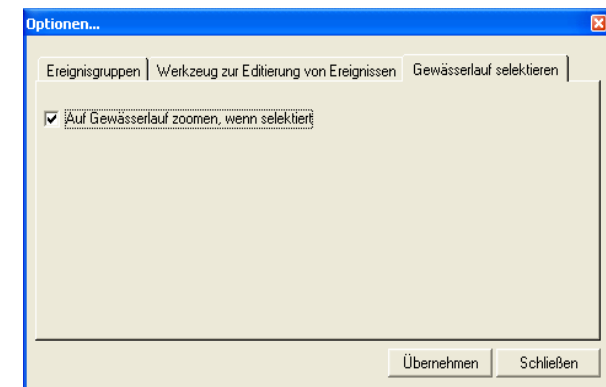 Optionen...
Ereignisgruppen Werkzeug zur Editierung von Ereignissen Gewässerlauf selektieren
Auf Gewässerlauf zoomen, wenn selektiert
Übernehmen Schließen